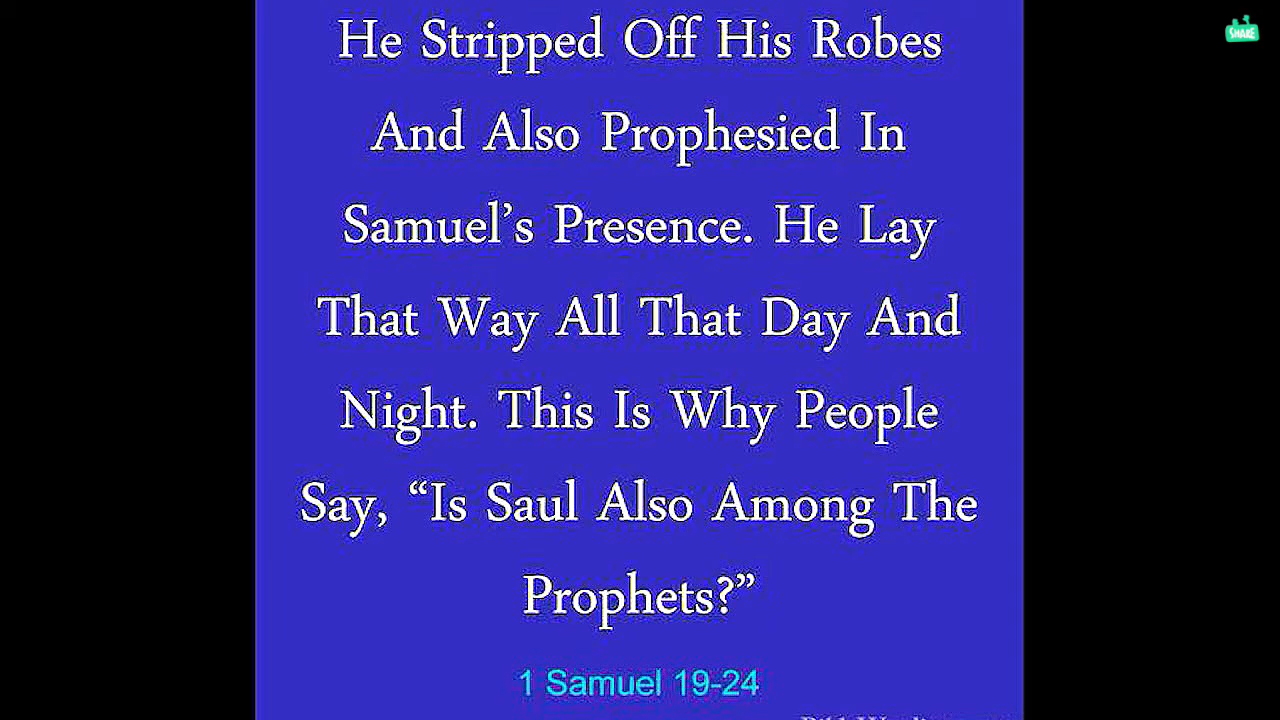 SHARE
He Stripped Off His Robes
And Also Prophesied In
Samuel’s Presence. He Lay
That Way All That Day And
Night. This Is Why People
Say, “Is Saul Also Among The
Prophets?”
1 Samuel 19-24